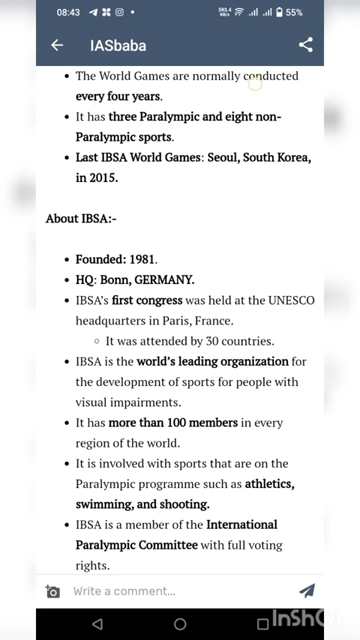 08:43
593.4 KB/s
55%
IASbaba
• The World Games are normally conducted
every four years.
• It has three Paralympic and eight non-
Paralympic sports.
• Last IBSA World Games: Seoul, South Korea,
in 2015.
About IBSA:-
• Founded: 1981.
• HQ: Bonn, GERMANY.
• IBSA's first congress was held at the UNESCO
headquarters in Paris, France.
○ It was attended by 30 countries.
• IBSA is the world's leading organization for
the development of sports for people with
visual impairments.
• It has more than 100 members in every
region of the world.
• It is involved with sports that are on the
Paralympic programme such as athletics,
swimming, and shooting.
• IBSA is a member of the International
Paralympic Committee with full voting
rights.
Write a comment...
InShOt